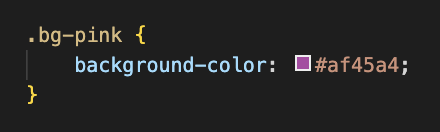 .bg-pink {
background-color: #af45a4;
}